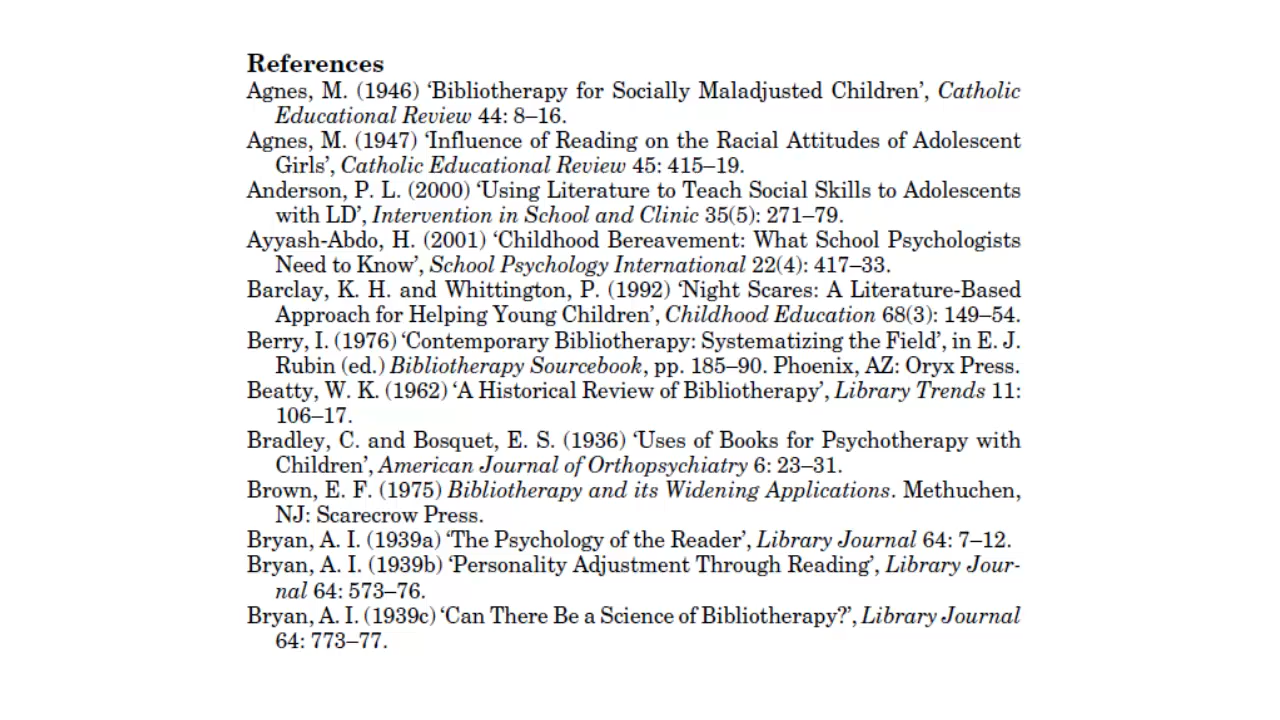 References
Agnes, M. (1946) ‘Bibliotherapy for Socially Maladjusted Children’, Catholic
Educational Review 44: 8–16.
Agnes, M. (1947) ‘Influence of Reading on the Racial Attitudes of Adolescent
Girls’, Catholic Educational Review 45: 415–19.
Anderson, P. L. (2000) ‘Using Literature to Teach Social Skills to Adolescents
with LD’, Intervention in School and Clinic 35(5): 271–79.
Ayyash-Abdo, H. (2001) ‘Childhood Bereavement: What School Psychologists
Need to Know’, School Psychology International 22(4): 417–33.
Barclay, K. H. and Whittington, P. (1992) ‘Night Scares: A Literature-Based
Approach for Helping Young Children’, Childhood Education 68(3): 149–54.
Berry, I. (1976) ‘Contemporary Bibliotherapy: Systematizing the Field’, in E. J.
Rubin (ed.) Bibliotherapy Sourcebook, pp. 185–90. Phoenix, AZ: Oryx Press.
Beatty, W. K. (1962) ‘A Historical Review of Bibliotherapy’, Library Trends 11:
106–17.
Bradley, C. and Bosquet, E. S. (1936) ‘Uses of Books for Psychotherapy with
Children’, American Journal of Orthopsychiatry 6: 23–31.
Brown, E. F. (1975) Bibliotherapy and its Widening Applications. Methuchen,
NJ: Scarecrow Press.
Bryan, A. I. (1939a) ‘The Psychology of the Reader’, Library Journal 64: 7–12.
Bryan, A. I. (1939b) ‘Personality Adjustment Through Reading’, Library Jour-
nal 64: 573–76.
Bryan, A. I. (1939c) ‘Can There Be a Science of Bibliotherapy?’, Library Journal
64: 773–77.